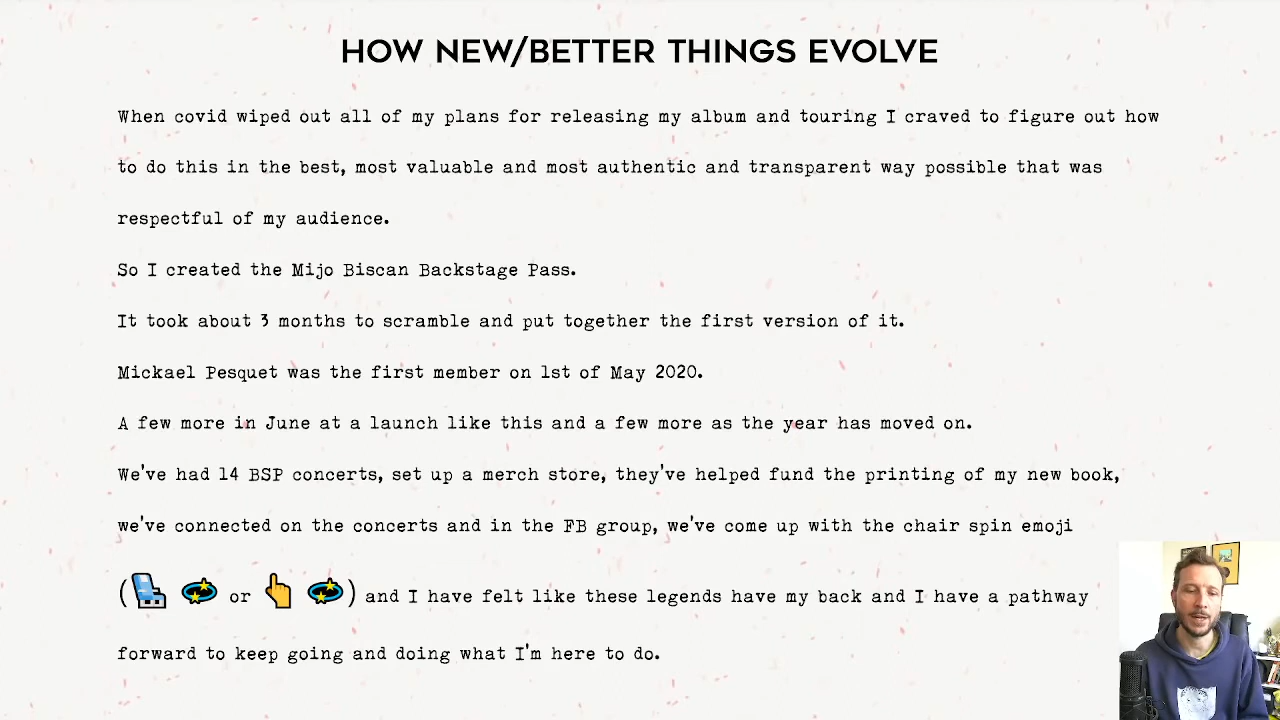 HOW NEW/BETTER THINGS EVOLVE
When covid wiped out all of my plans for releasing my album and touring I craved to figure out how
to do this in the best, most valuable and most authentic and transparent way possible that was
respectful of my audience.
So I created the Mijo Biscan Backstage Pass.
It took about 3 months to scramble and put together the first version of it.
Mickael Pesquet was the first member on 1st of May 2020.
A few more in June at a launch like this and a few more as the year has moved on.
We've had 14 BSP concerts, set up a merch store, they've helped fund the printing of my new book,
we've connected on the concerts and in the FB group, we've come up with the chair spin emoji
(💺 💫 or 👆 💫) and I have felt like these legends have my back and I have a pathway
forward to keep going and doing what I'm here to do.